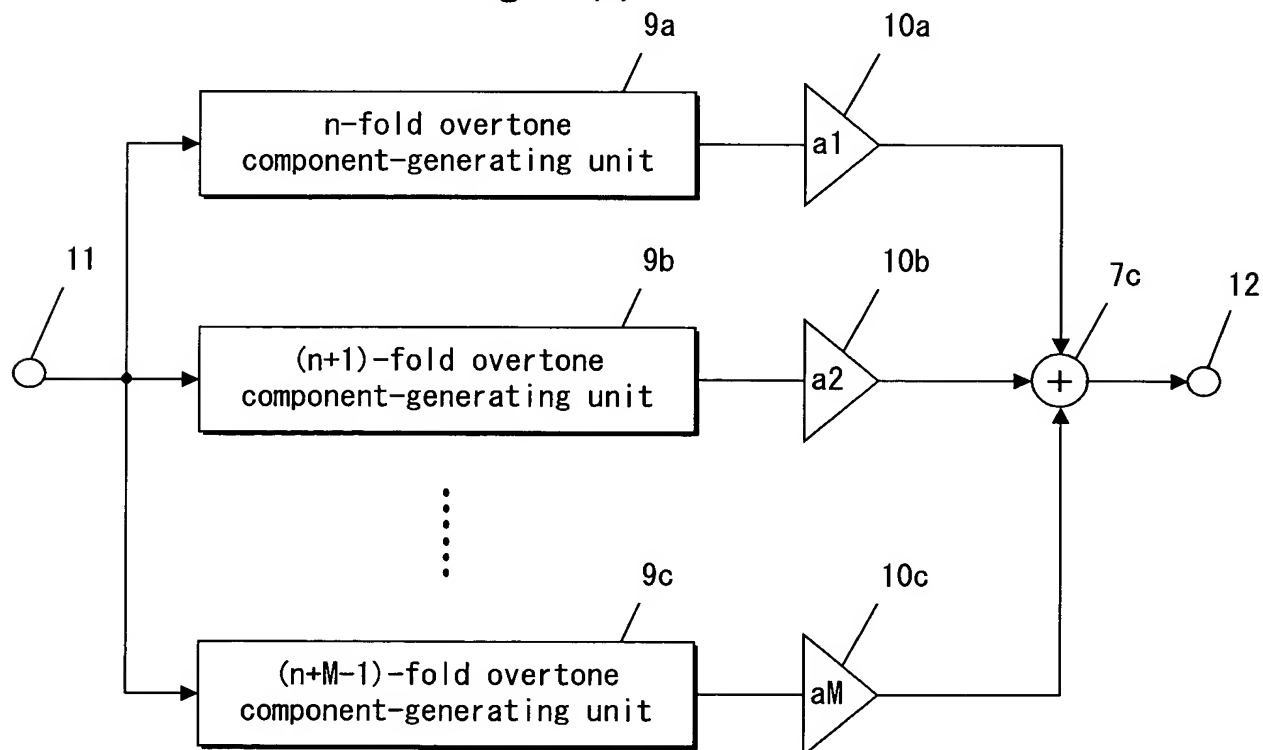 9a
10a
n-fold overtone
component-generating unit
a1
11
9b
10b
7c
12
(n+1)-fold overtone
component-generating unit
a2
+
9c
10c
(n+M-1)-fold overtone
component-generating unit
aM